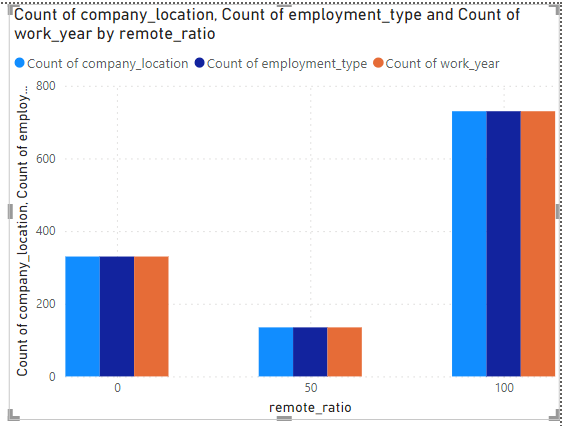 Count of company_location, Count of employment_type and Count of
work_year by remote_ratio
Count of company_location Count of employment_type Count of work_year
Count of company_location, Count of employ...
800
600
400
200
0
0 50 100
remote_ratio